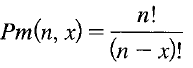 Pm(n, x) = n! / (n − x)!